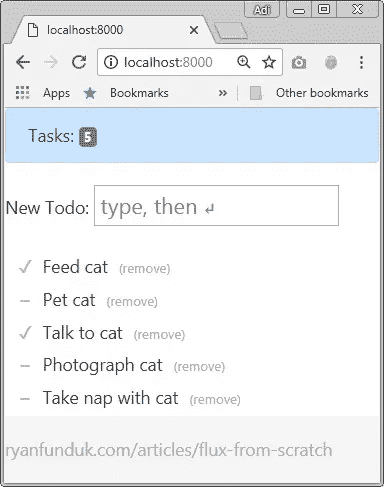 Adi
localhost:8000
localhost:8000
Apps Bookmarks » Other bookmarks
Tasks: 5
New Todo: type, then ↵
✓ Feed cat (remove)
– Pet cat (remove)
✓ Talk to cat (remove)
– Photograph cat (remove)
– Take nap with cat (remove)
ryanfunduk.com/articles/flux-from-scratch